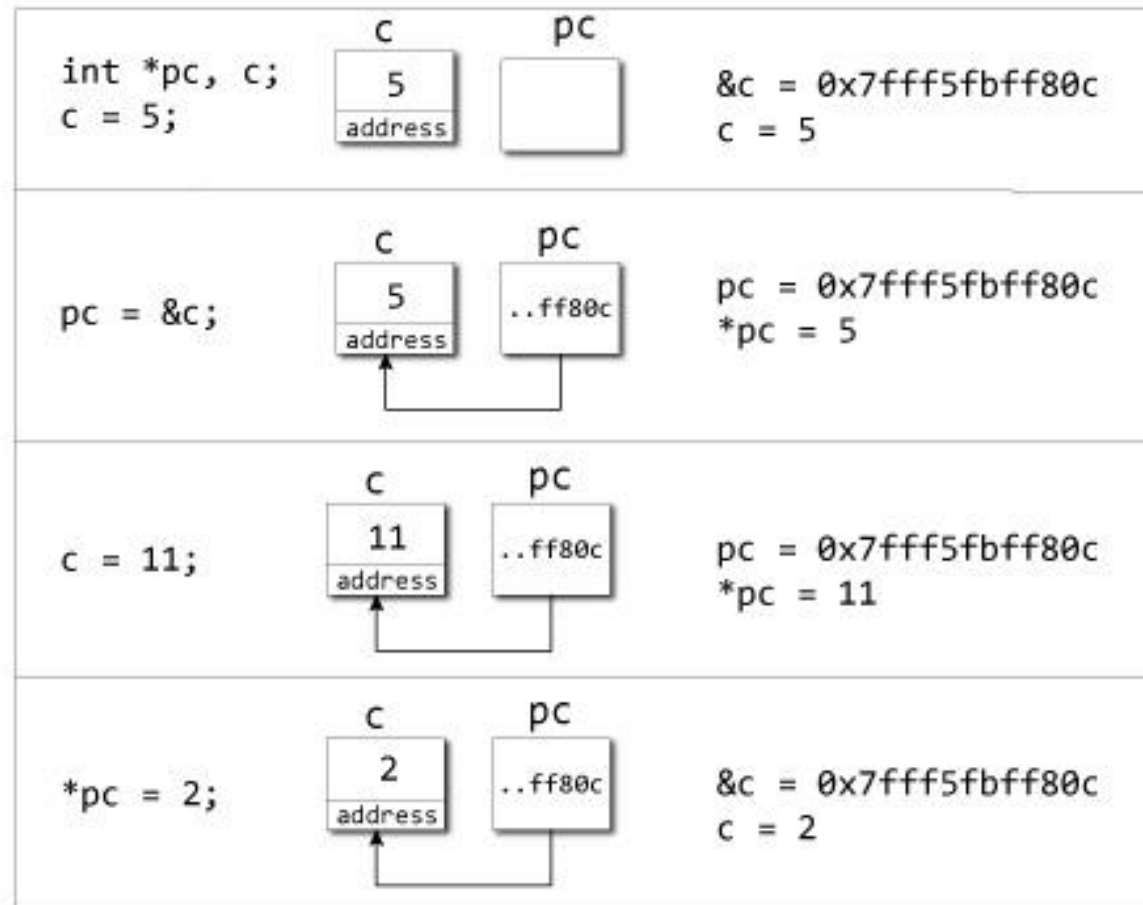 c pc
int *pc, c;
c = 5;
5
address
&c = 0x7fff5fbff80c
c = 5
c pc
pc = &c;
5
address
..ff80c
pc = 0x7fff5fbff80c
*pc = 5
c pc
c = 11;
11
address
..ff80c
pc = 0x7fff5fbff80c
*pc = 11
c pc
*pc = 2;
2
address
..ff80c
&c = 0x7fff5fbff80c
c = 2